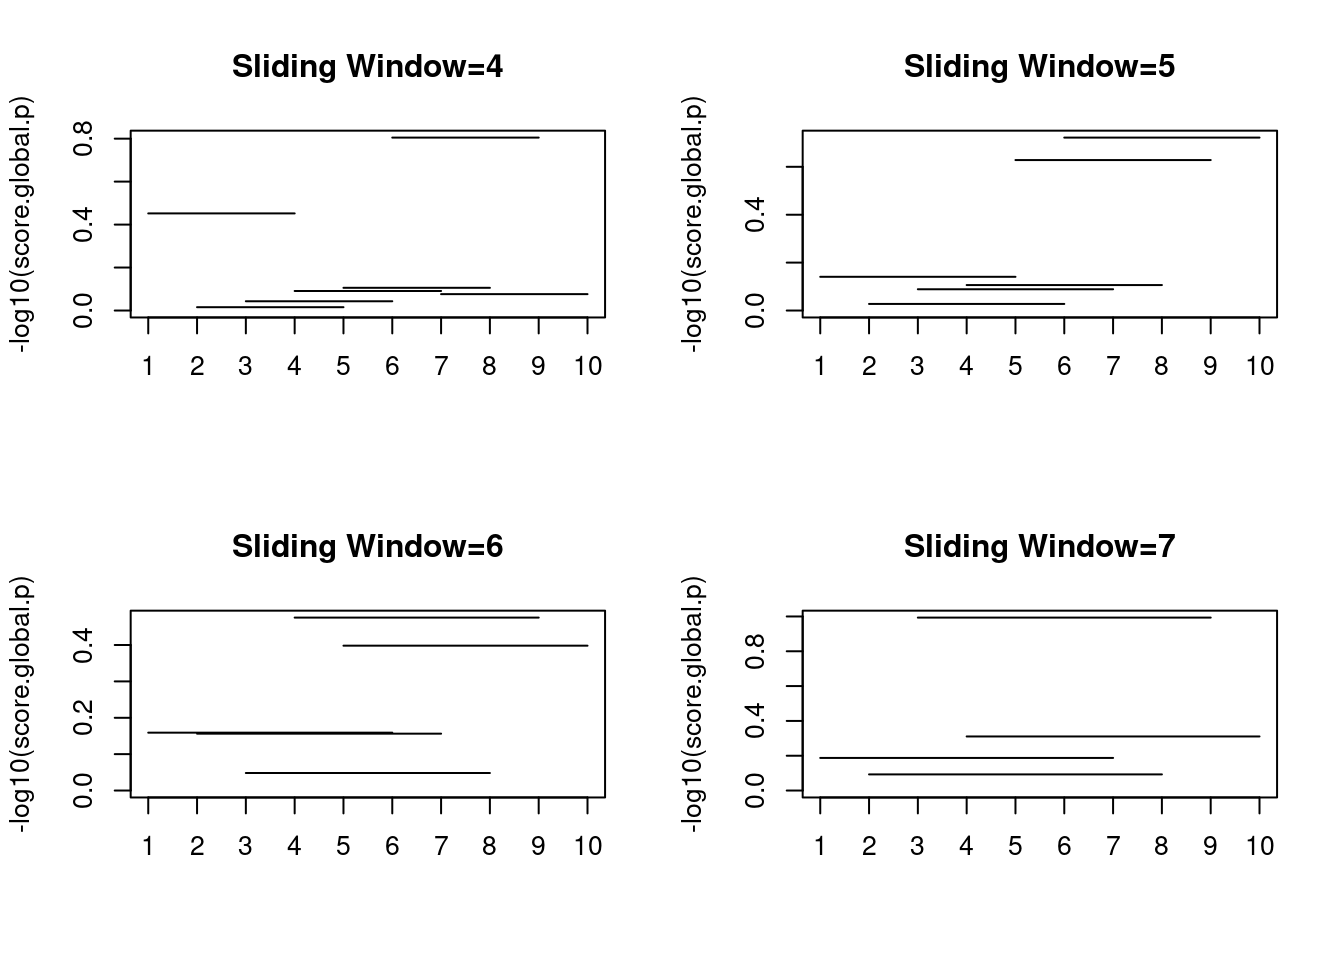 Sliding Window=4
-log10(score.global.p)
0.8
0.4
0.0
1 2 3 4 5 6 7 8 9 10
Sliding Window=5
-log10(score.global.p)
0.4
0.0
1 2 3 4 5 6 7 8 9 10
Sliding Window=6
-log10(score.global.p)
0.4
0.2
0.0
1 2 3 4 5 6 7 8 9 10
Sliding Window=7
-log10(score.global.p)
0.8
0.4
0.0
1 2 3 4 5 6 7 8 9 10